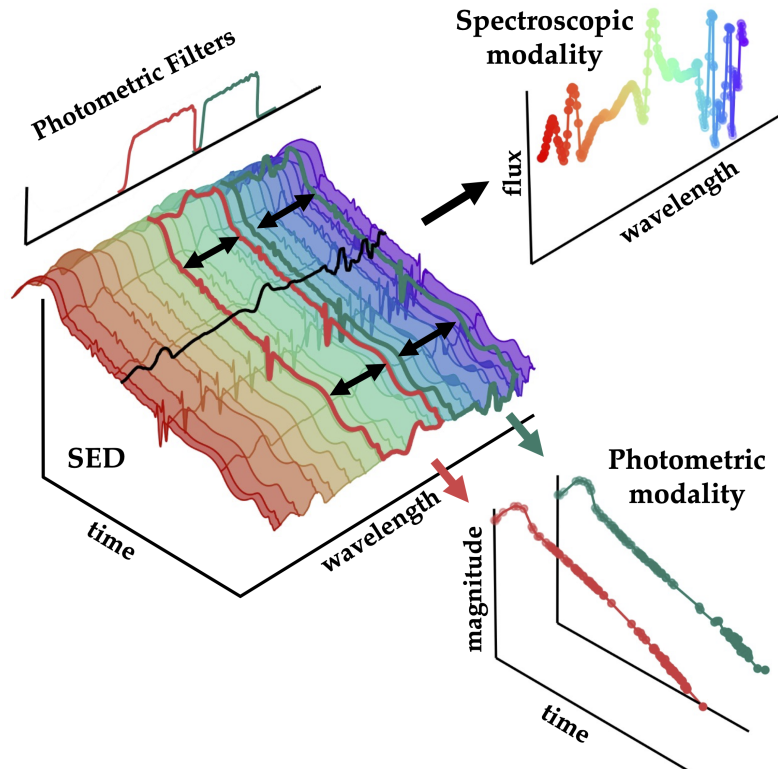 Spectroscopic
modality
Photometric Filters
flux
wavelength
SED
time
wavelength
Photometric
modality
magnitude
time